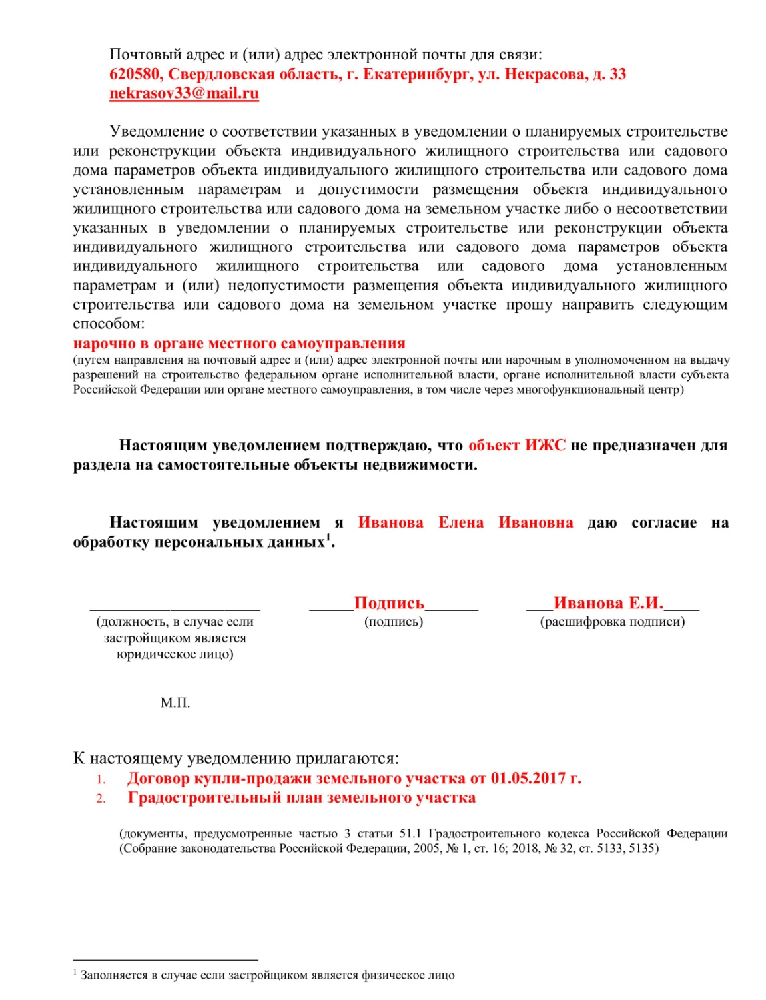 Почтовый адрес и (или) адрес электронной почты для связи:
620580, Свердловская область, г. Екатеринбург, ул. Некрасова, д. 33
nekrasov33@mail.ru
Уведомление о соответствии указанных в уведомлении о планируемых строительстве
или реконструкции объекта индивидуального жилищного строительства или садового
дома параметров объекта индивидуального жилищного строительства или садового дома
установленным параметрам и допустимости размещения объекта индивидуального
жилищного строительства или садового дома на земельном участке либо о несоответствии
указанных в уведомлении о планируемых строительстве или реконструкции объекта
индивидуального жилищного строительства или садового дома параметров объекта
индивидуального жилищного строительства или садового дома установленным
параметрам и (или) недопустимости размещения объекта индивидуального жилищного
строительства или садового дома на земельном участке прошу направить следующим
способом:
нарочно в органе местного самоуправления
(путем направления на почтовый адрес и (или) адрес электронной почты или нарочным в уполномоченном на выдачу
разрешений на строительство федеральном органе исполнительной власти, органе исполнительной власти субъекта
Российской Федерации или органе местного самоуправления, в том числе через многофункциональный центр)
Настоящим уведомлением подтверждаю, что объект ИЖС не предназначен для
раздела на самостоятельные объекты недвижимости.
Настоящим уведомлением я Иванова Елена Ивановна даю согласие на
обработку персональных данных¹.
___________________ _____Подпись______ ___Иванова Е.И.____
(должность, в случае если (подпись) (расшифровка подписи)
застройщиком является
юридическое лицо)
М.П.
К настоящему уведомлению прилагаются:
1. Договор купли-продажи земельного участка от 01.05.2017 г.
2. Градостроительный план земельного участка
(документы, предусмотренные частью 3 статьи 51.1 Градостроительного кодекса Российской Федерации
(Собрание законодательства Российской Федерации, 2005, № 1, ст. 16; 2018, № 32, ст. 5133, 5135)
¹ Заполняется в случае если застройщиком является физическое лицо